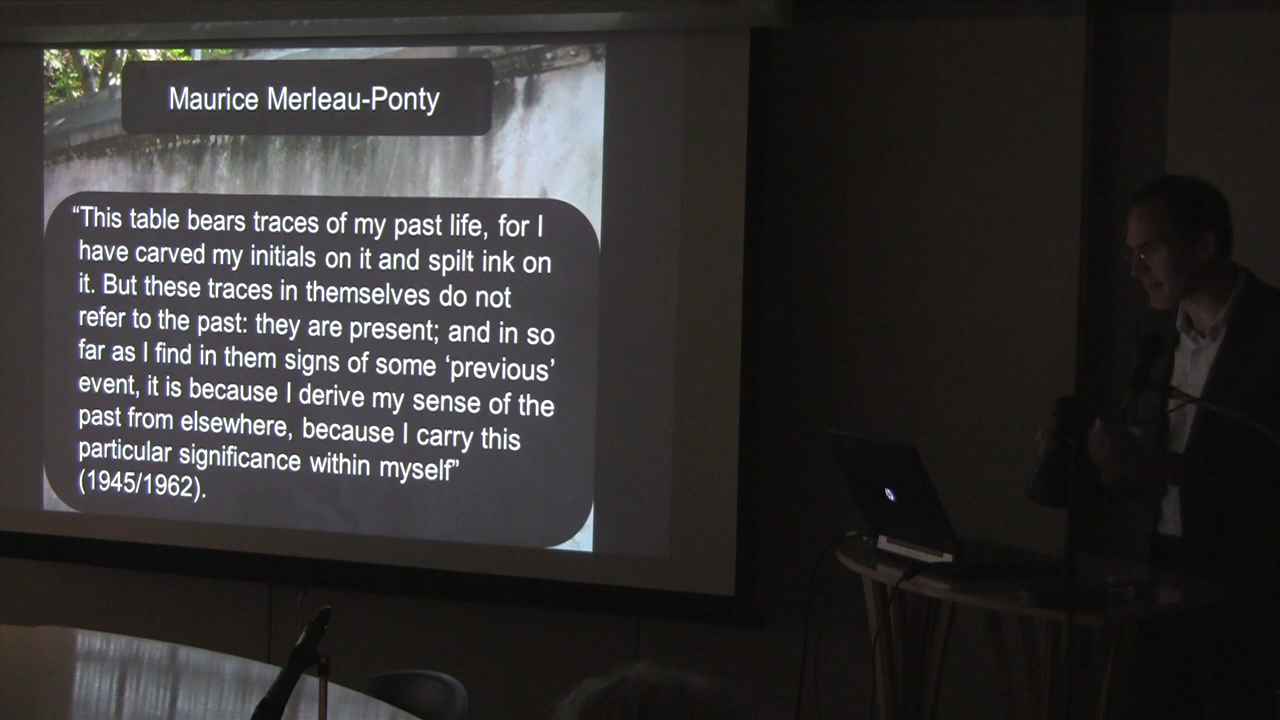 Maurice Merleau-Ponty
“This table bears traces of my past life, for I
have carved my initials on it and spilt ink on
it. But these traces in themselves do not
refer to the past: they are present; and in so
far as I find in them signs of some ‘previous’
event, it is because I derive my sense of the
past from elsewhere, because I carry this
particular significance within myself”
(1945/1962).